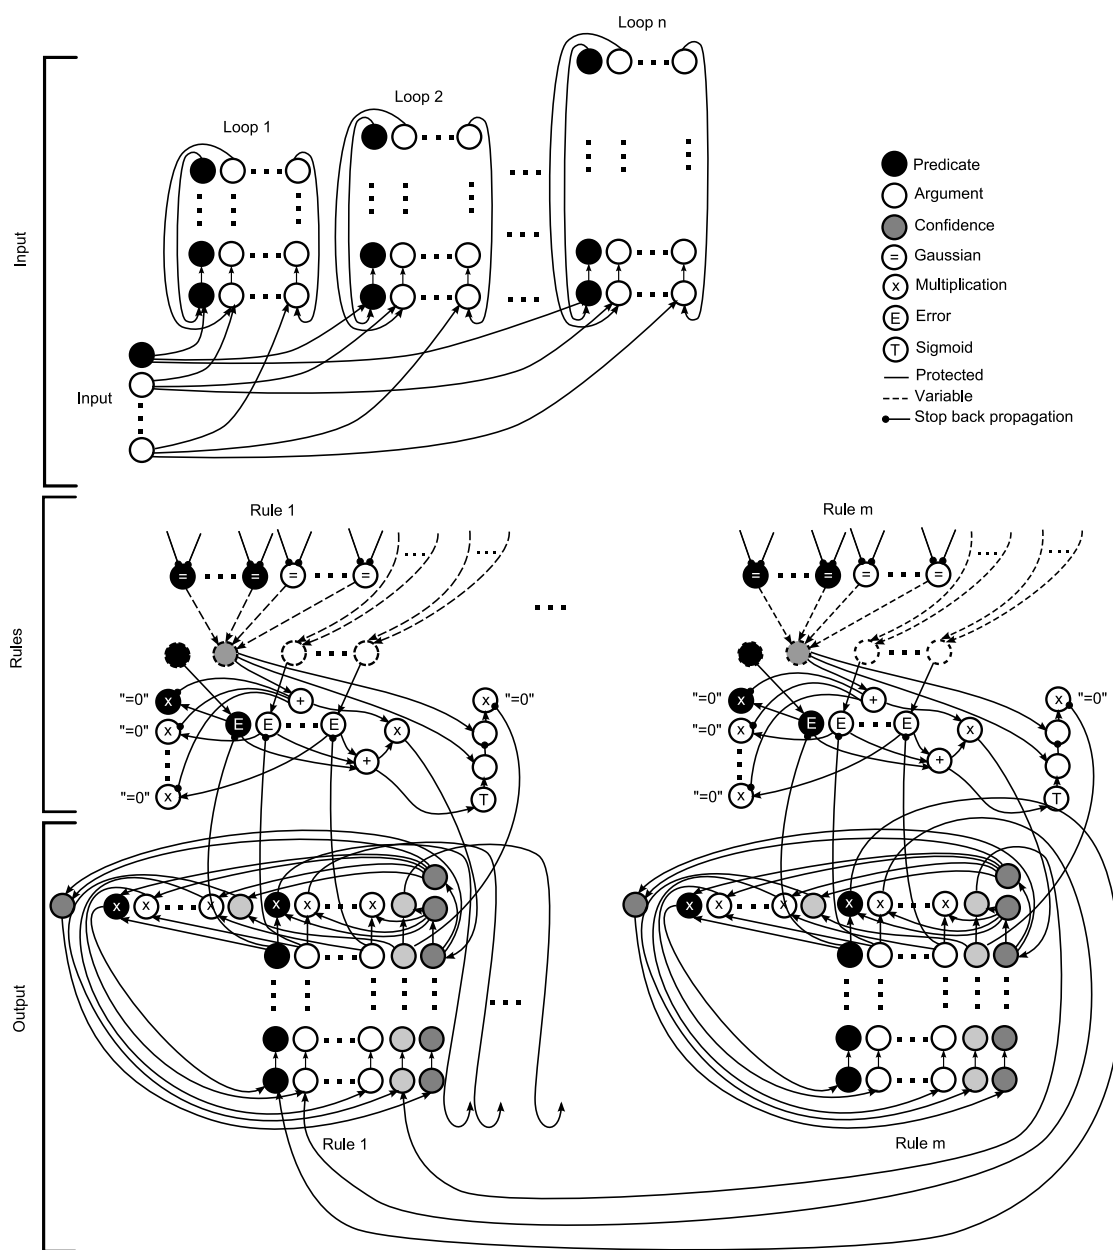 Loop n
Loop 2
Loop 1
Input
Predicate
Argument
Confidence
= Gaussian
x Multiplication
E Error
T Sigmoid
Protected
Variable
Stop back propagation
Input
Rules
Rule 1
Rule m
= = = =
= = = =
"=0" x + x "=0"
"=0" x + x "=0"
"=0" x E E E x
"=0" x E E E x
+
+
"=0" x T
"=0" x T
Output
x x x x x x
x x x x x x
Rule 1
Rule m